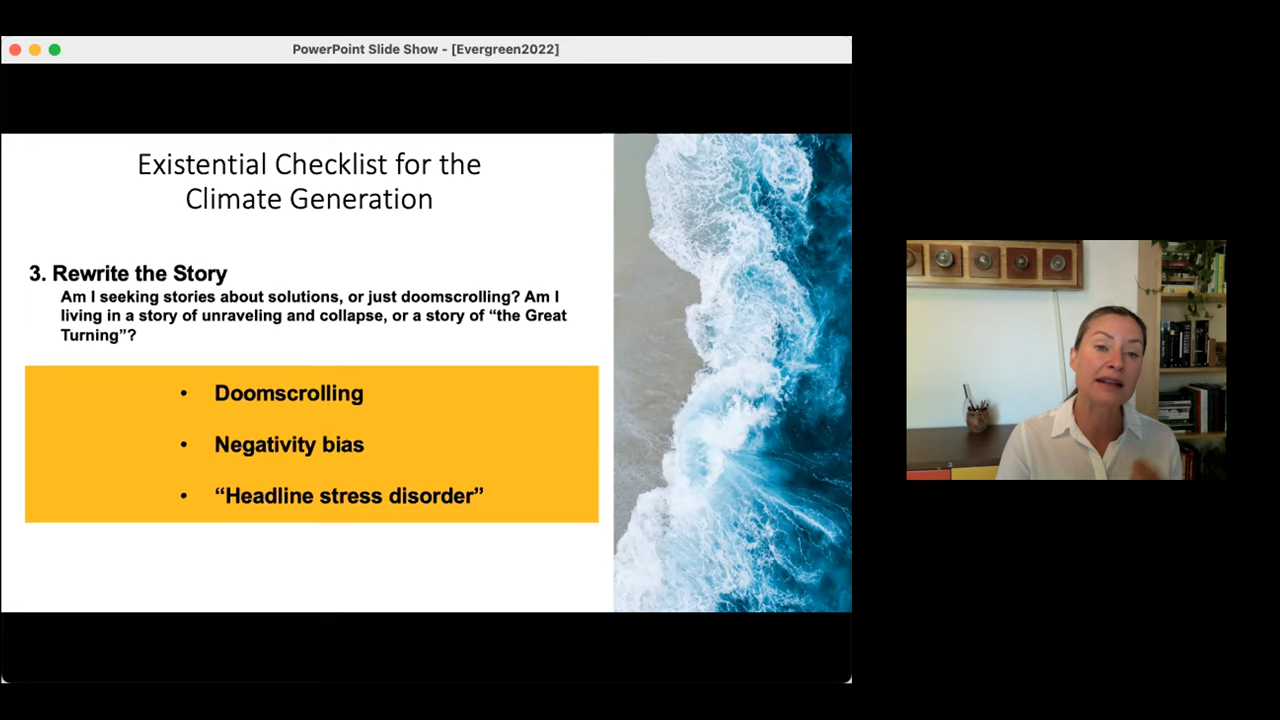 PowerPoint Slide Show - [Evergreen2022]
Existential Checklist for the
Climate Generation
3. Rewrite the Story
Am I seeking stories about solutions, or just doomscrolling? Am I
living in a story of unraveling and collapse, or a story of “the Great
Turning”?
• Doomscrolling
• Negativity bias
• “Headline stress disorder”